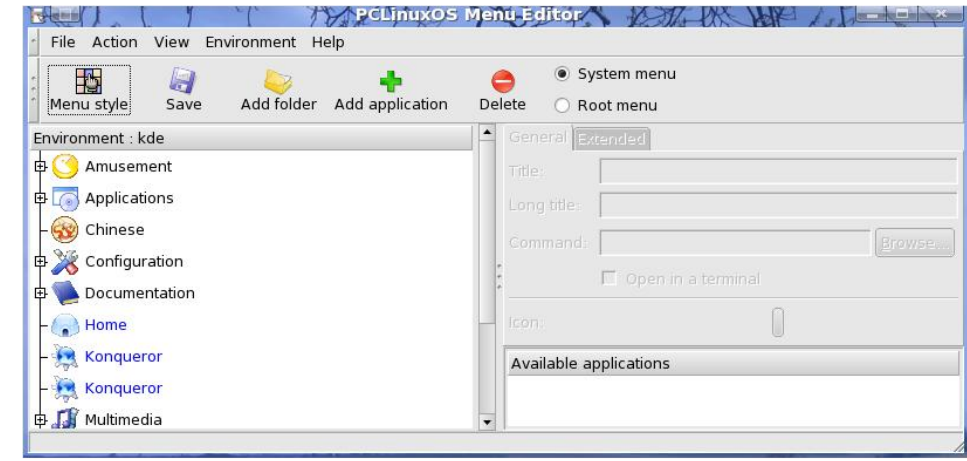 PCLinuxOS Menu Editor
File Action View Environment Help
Menu style Save Add folder Add application Delete
System menu
Root menu
Environment : kde
Amusement
Applications
Chinese
Configuration
Documentation
Home
Konqueror
Konqueror
Multimedia
General Extended
Title:
Long title:
Command: Browse...
Open in a terminal
Icon:
Available applications